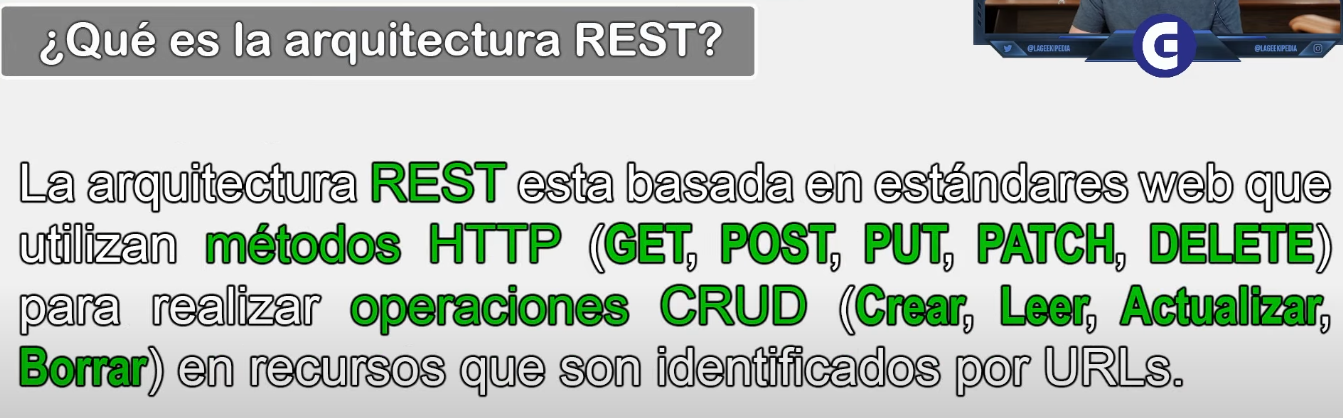 ¿Qué es la arquitectura REST?
@LAGEEKIPEDIA
@LAGEEKIPEDIA
La arquitectura REST esta basada en estándares web que
utilizan métodos HTTP (GET, POST, PUT, PATCH, DELETE)
para realizar operaciones CRUD (Crear, Leer, Actualizar,
Borrar) en recursos que son identificados por URLs.